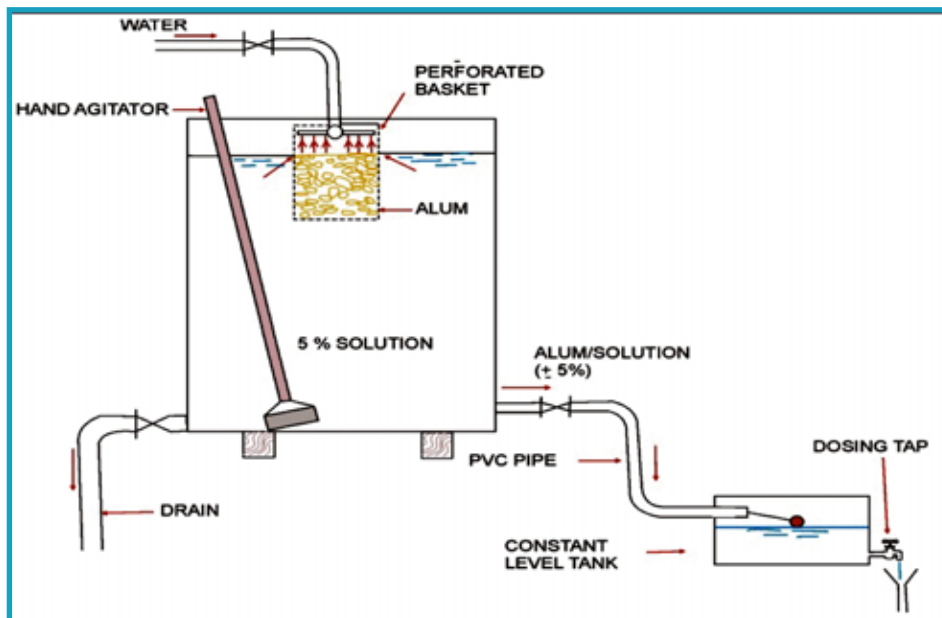 WATER
PERFORATED
BASKET
HAND AGITATOR
ALUM
5 % SOLUTION
ALUM/SOLUTION
(± 5%)
DOSING TAP
PVC PIPE
DRAIN
CONSTANT
LEVEL TANK